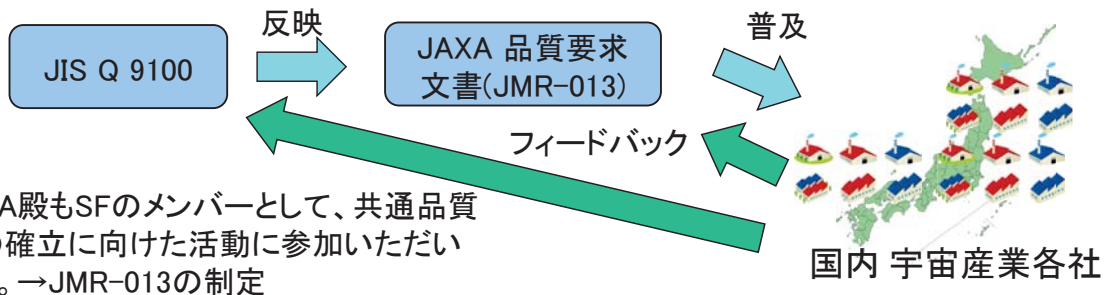 反映
JIS Q 9100
JAXA 品質要求
文書(JMR-013)
普及
フィードバック
A殿もSFのメンバーとして、共通品質
確立に向けた活動に参加いただい
。→JMR-013の制定
国内 宇宙産業各社